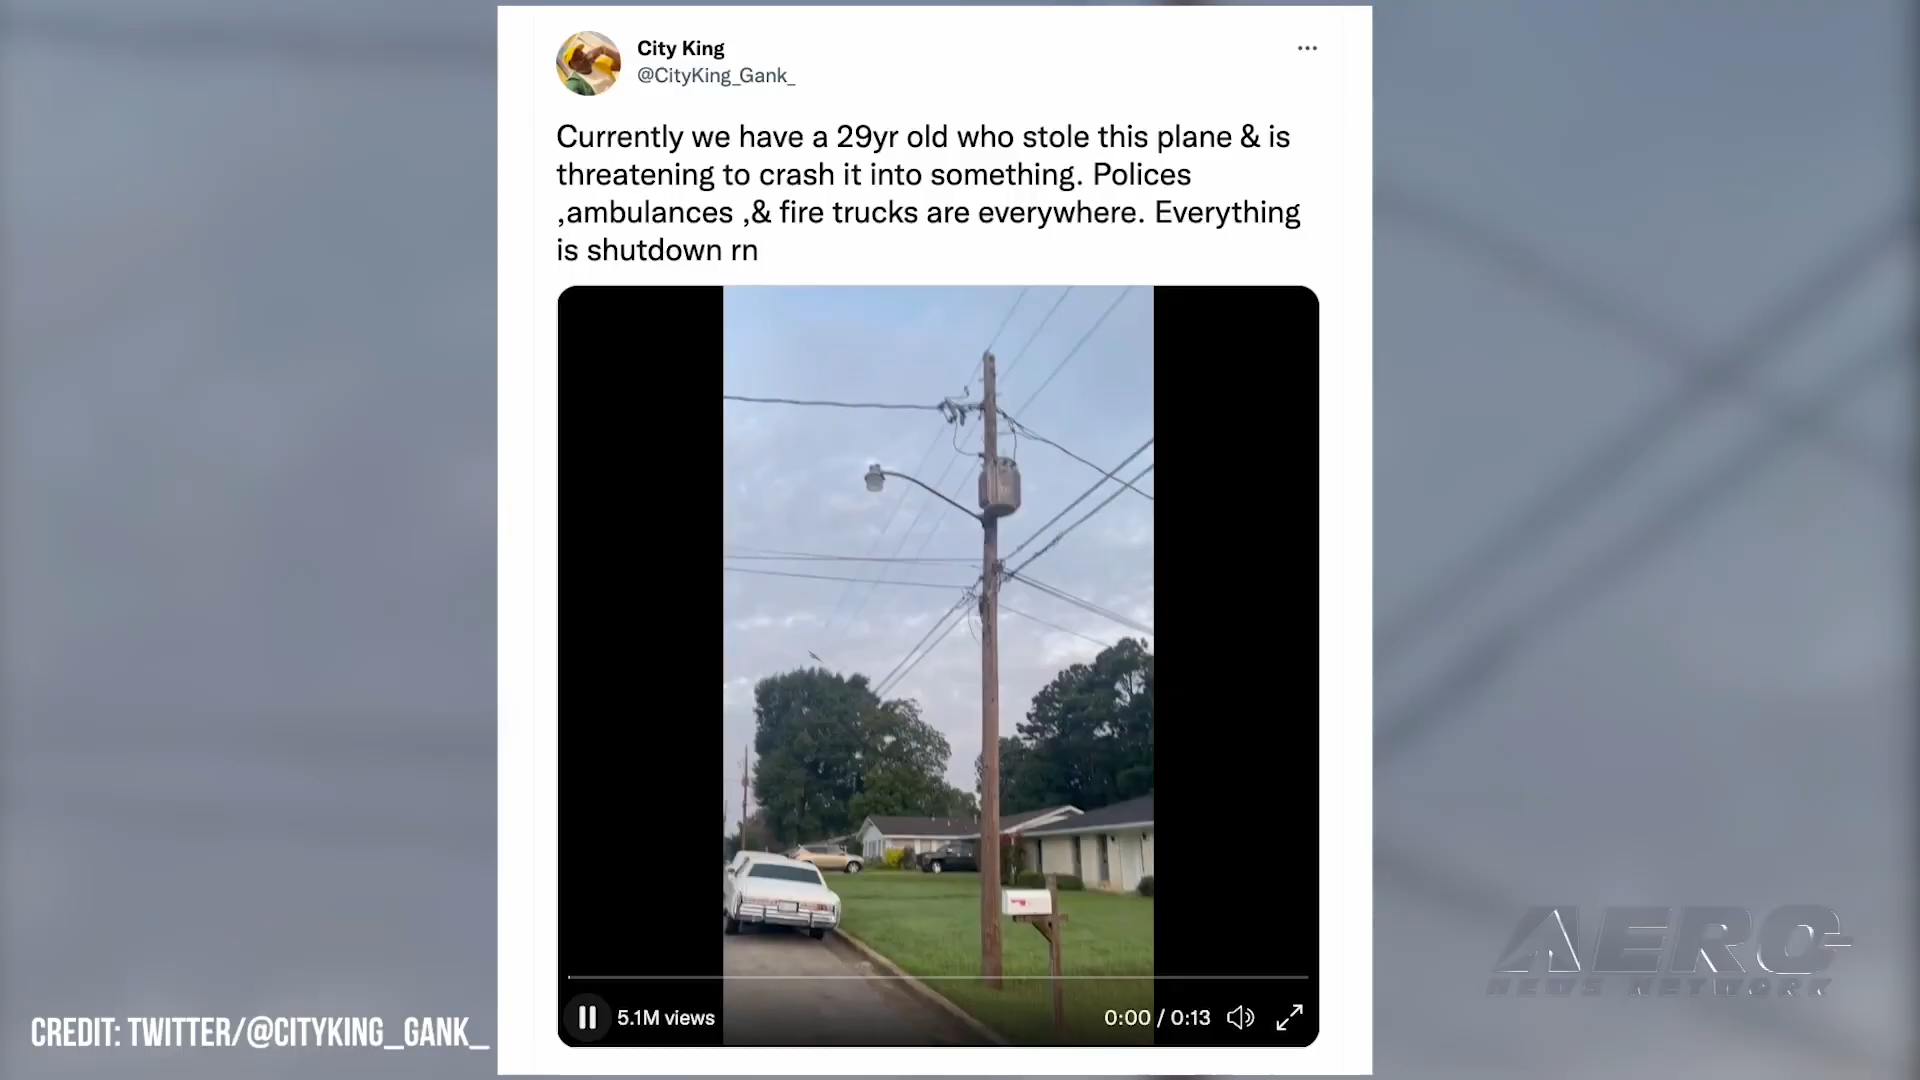 City King
@CityKing_Gank_
Currently we have a 29yr old who stole this plane & is
threatening to crash it into something. Polices
,ambulances ,& fire trucks are everywhere. Everything
is shutdown rn
5.1M views
0:00 / 0:13
CREDIT: TWITTER/@CITYKING_GANK_
AERO
NEWS NETWORK